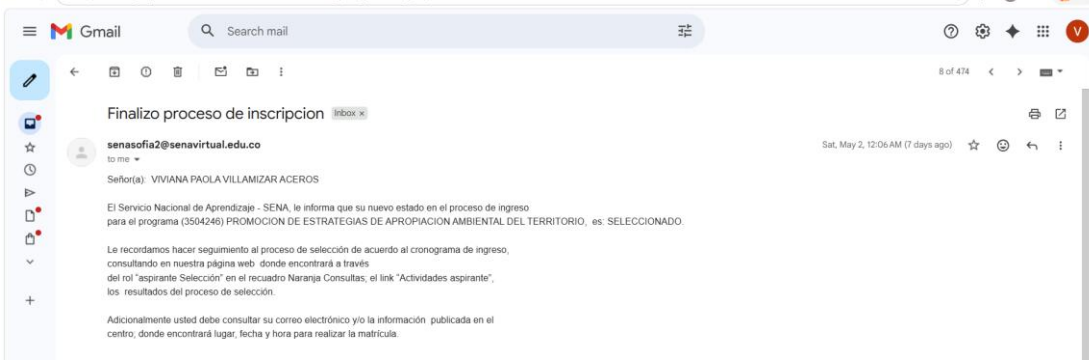 Gmail
Search mail
8 of 474
Finalizo proceso de inscripcion Inbox x
V
senasofia2@senavirtual.edu.co
Sat, May 2, 12:06 AM (7 days ago)
to me
Señor(a): VIVIANA PAOLA VILLAMIZAR ACEROS
El Servicio Nacional de Aprendizaje - SENA, le informa que su nuevo estado en el proceso de ingreso
para el programa (3504246) PROMOCION DE ESTRATEGIAS DE APROPIACION AMBIENTAL DEL TERRITORIO, es: SELECCIONADO.
Le recordamos hacer seguimiento al proceso de selección de acuerdo al cronograma de ingreso,
consultando en nuestra página web donde encontrará a través
del rol "aspirante Selección" en el recuadro Naranja Consultas; el link "Actividades aspirante",
los resultados del proceso de selección.
Adicionalmente usted debe consultar su correo electrónico y/o la información publicada en el
centro; donde encontrará lugar, fecha y hora para realizar la matrícula.